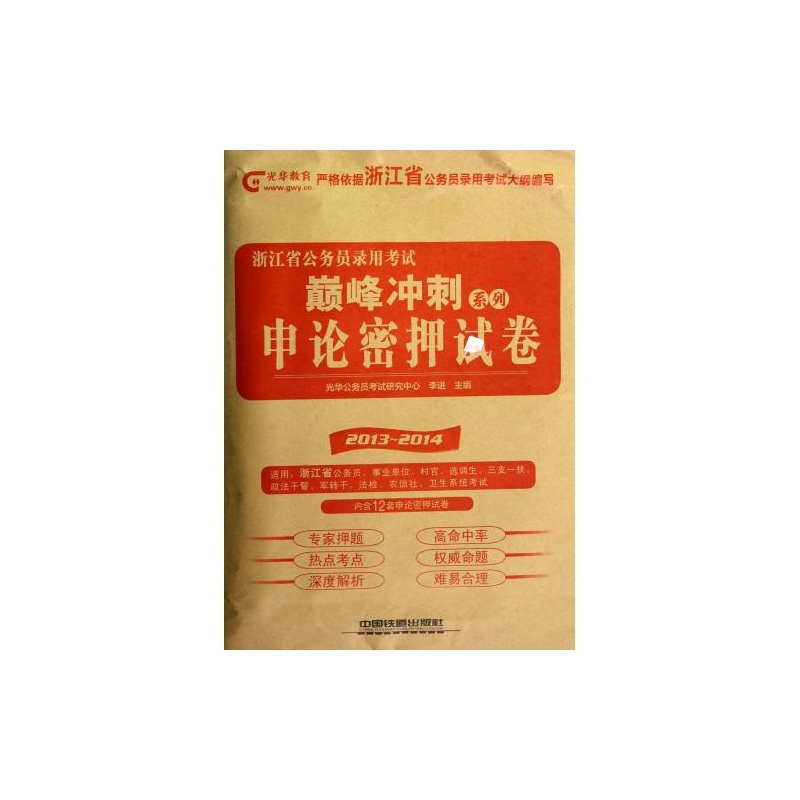 光华教育
www.gwy.cn
严格依据浙江省公务员录用考试大纲编写
浙江省公务员录用考试
巅峰冲刺系列
申论密押试卷
光华公务员考试研究中心 李进 主编
2013~2014
适用：浙江省公务员、事业单位、村官、选调生、三支一扶、
政法干警、军转干、法检、农信社、卫生系统考试
内含12套申论密押试卷
专家押题
高命中率
热点考点
权威命题
深度解析
难易合理
中国铁道出版社